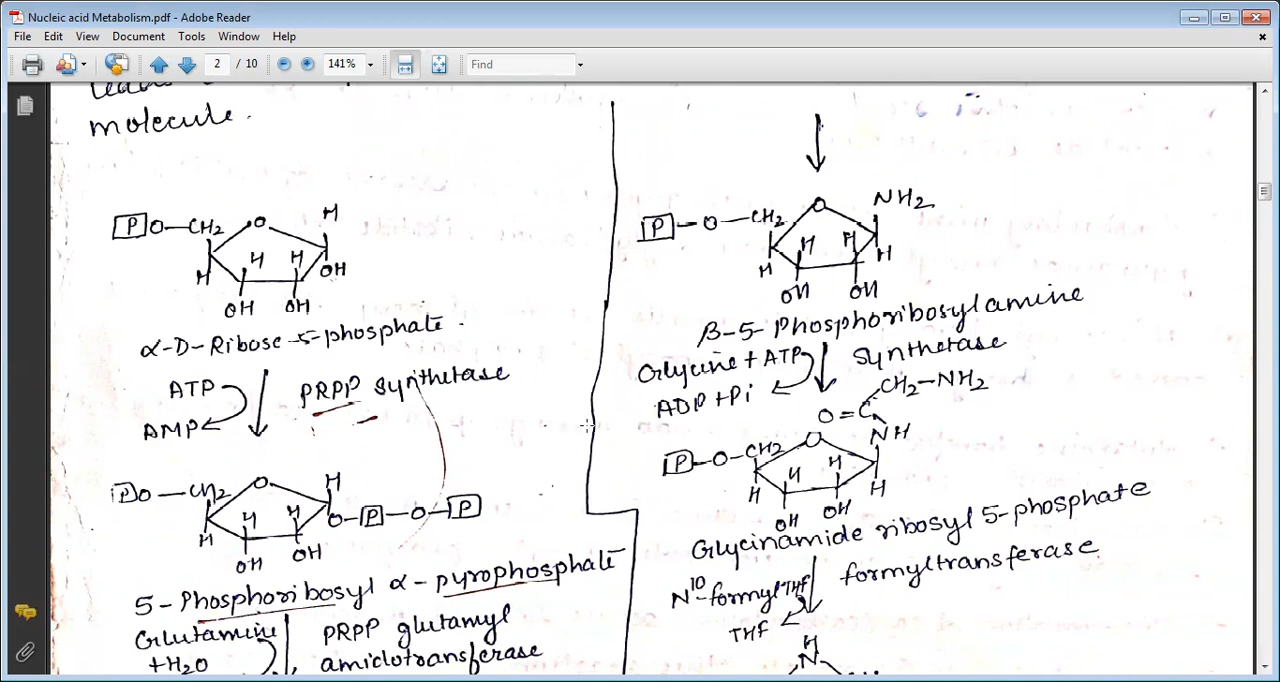 Nucleic acid Metabolism.pdf - Adobe Reader
File Edit View Document Tools Window Help
2 / 10 141% Find
molecule.
P O—CH2 O H
H H H OH
OH OH
α-D-Ribose-5-phosphate.
ATP PRPP synthetase
AMP
P O—CH2 O H
H H H O—P—O—P
OH OH
5-Phosphoribosyl α-pyrophosphate
Glutamine PRPP glutamyl
+H2O amidotransferase
P—O—CH2 O NH2
H H H H
OH OH
β-5-Phosphoribosylamine
Glycine+ATP synthetase
ADP+Pi
CH2-NH2
O=C
NH
P—O—CH2 O
H H H H
OH OH
Glycinamide ribosyl 5-phosphate
N10-formylTHF formyltransferase
THF
H
N